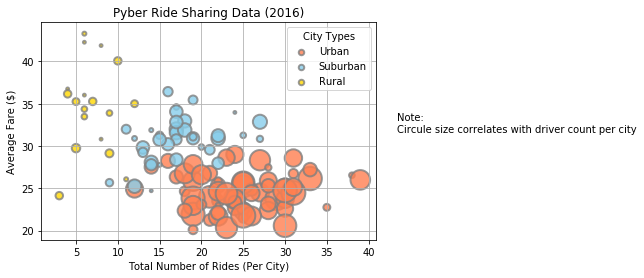 Pyber Ride Sharing Data (2016)
City Types
Urban
Suburban
Rural
Average Fare ($)
40
35
30
25
20
5 10 15 20 25 30 35 40
Total Number of Rides (Per City)
Note:
Circule size correlates with driver count per city